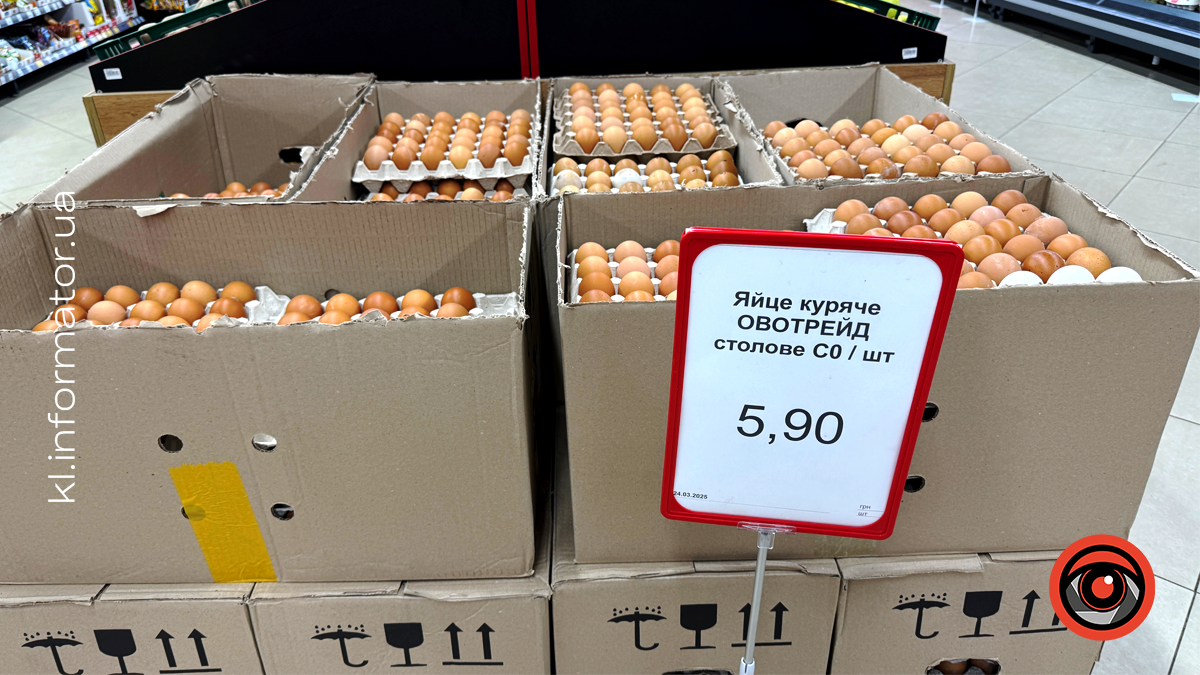 kl.informator.ua
Яйце куряче
ОВОТРЕЙД
столове С0 / шт
5,90
24.03.2025
грн
шт